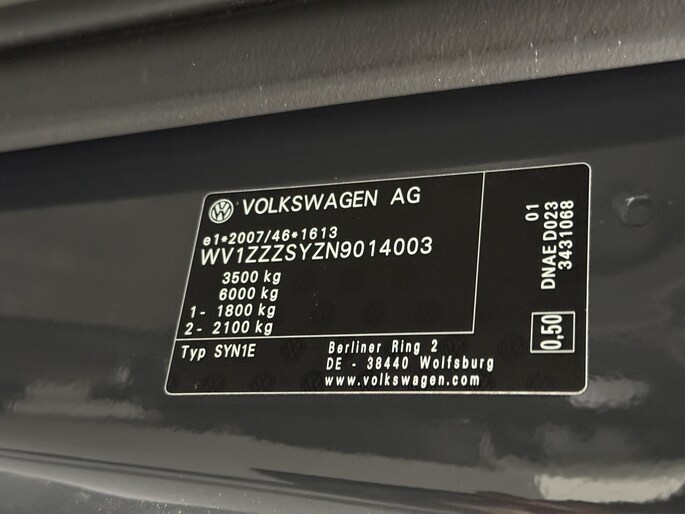 VOLKSWAGEN AG
e1*2007/46*1613
WV1ZZZSYZN9014003
3500 kg
6000 kg
1- 1800 kg
2- 2100 kg
Typ SYN1E
Berliner Ring 2
DE - 38440 Wolfsburg
www.volkswagen.com
01
DNAE D023
3431068
0,50